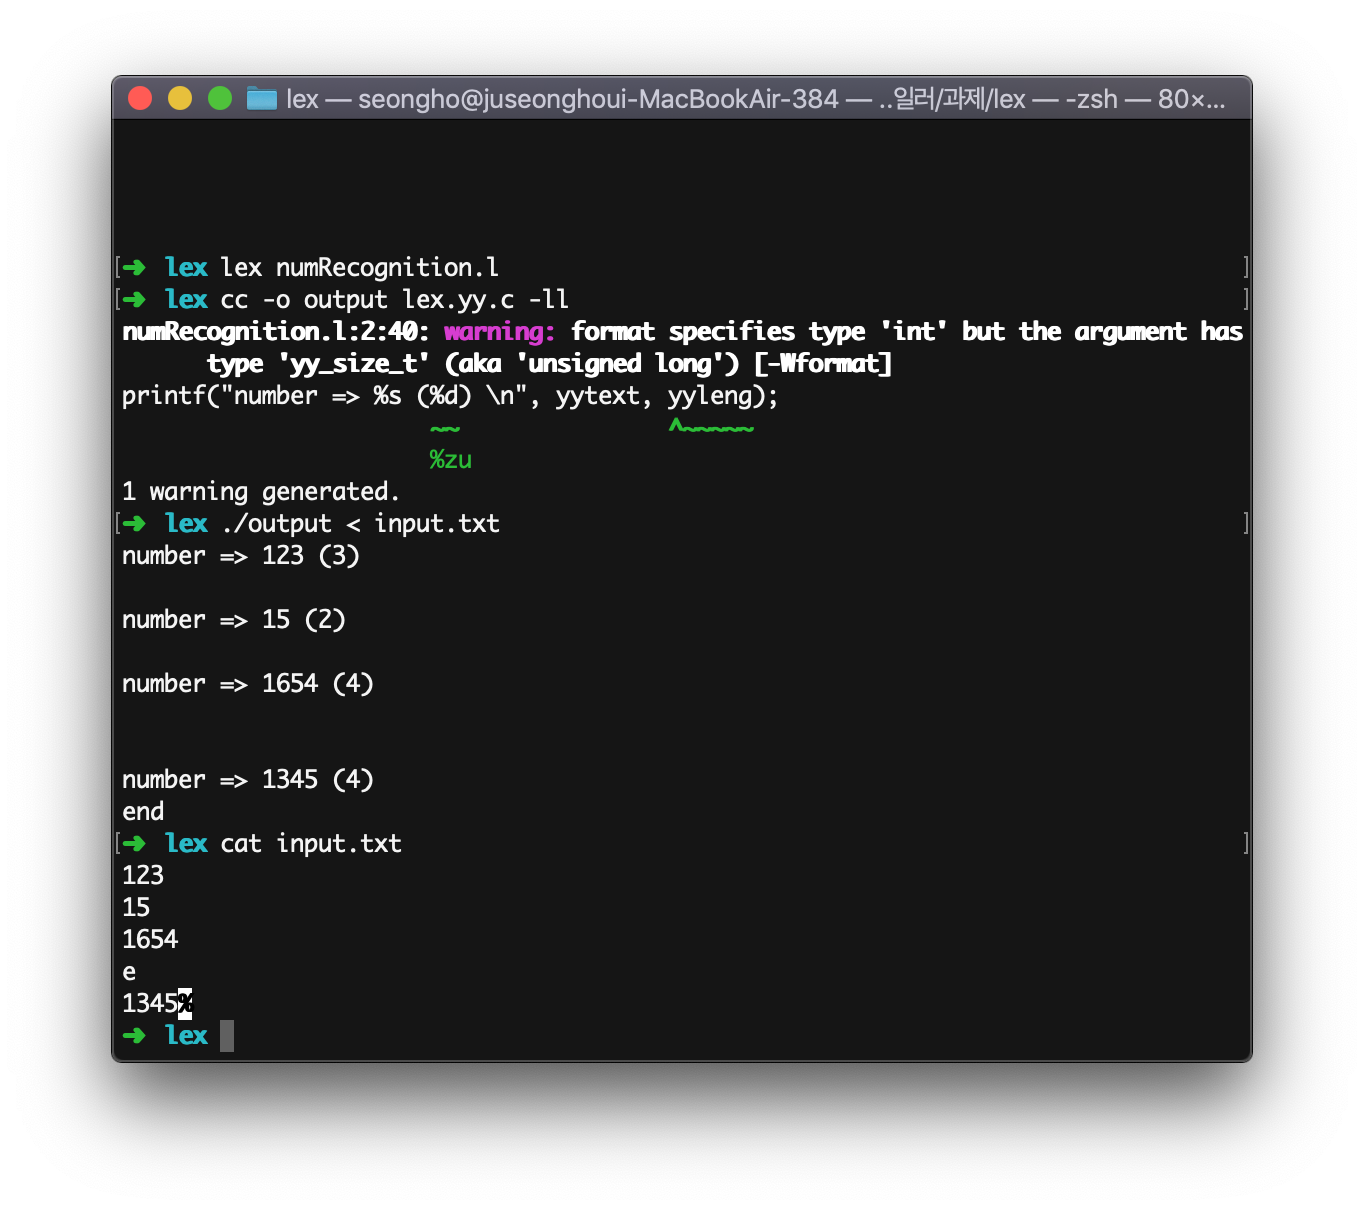 lex — seongho@juseonghoui-MacBookAir-384 — ..일러/과제/lex — -zsh — 80×...
[➜  lex lex numRecognition.l ]
[➜  lex cc -o output lex.yy.c -ll ]
numRecognition.l:2:40: warning: format specifies type 'int' but the argument has
      type 'yy_size_t' (aka 'unsigned long') [-Wformat]
printf("number => %s (%d) \n", yytext, yyleng);
                      ~~               ^~~~~~
                      %zu
1 warning generated.
[➜  lex ./output < input.txt ]
number => 123 (3)
number => 15 (2)
number => 1654 (4)
number => 1345 (4)
end
[➜  lex cat input.txt ]
123
15
1654
e
1345%
➜  lex